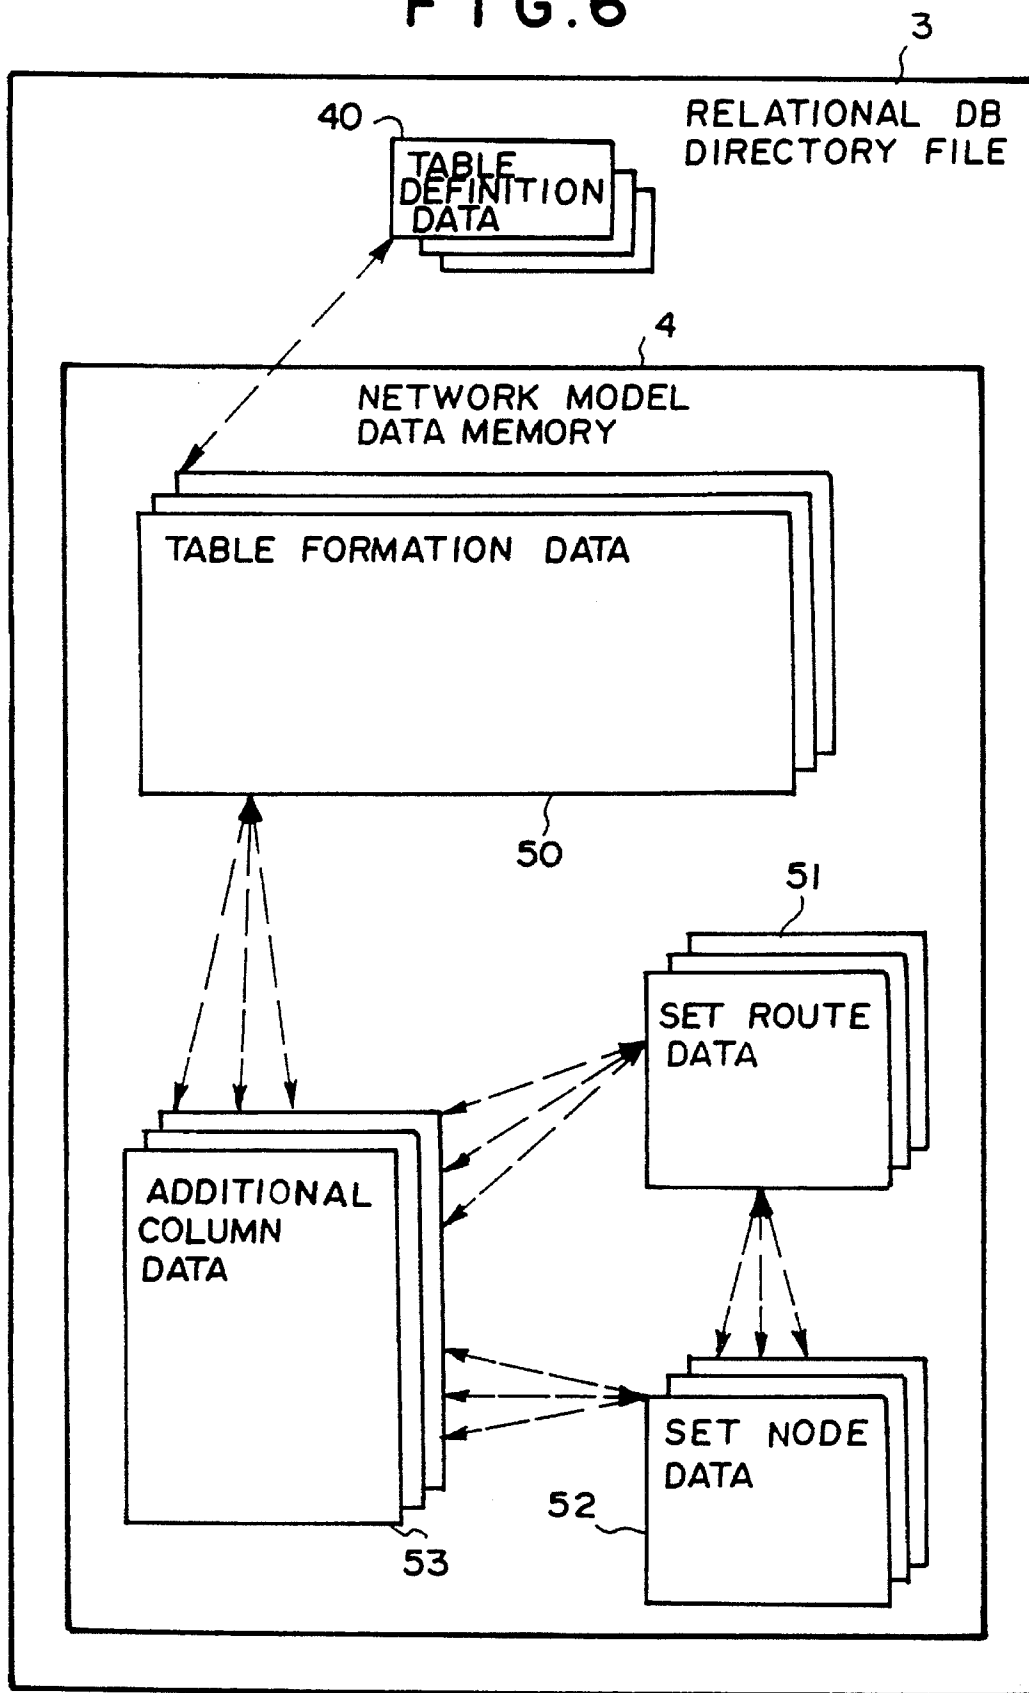 FIG.6
3
RELATIONAL DB
DIRECTORY FILE
40
TABLE
DEFINITION
DATA
4
NETWORK MODEL
DATA MEMORY
TABLE FORMATION DATA
50
51
SET ROUTE
DATA
ADDITIONAL
COLUMN
DATA
SET NODE
DATA
52
53